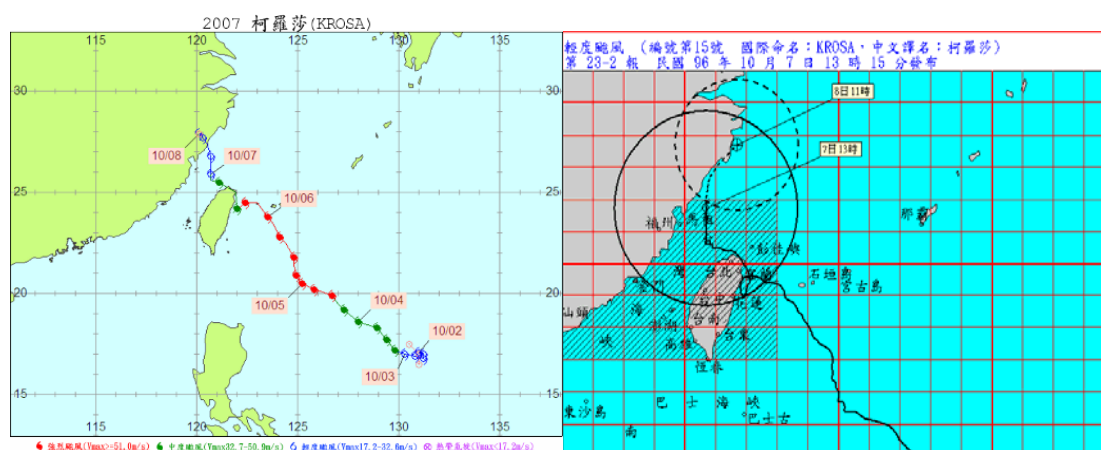 2007 柯羅莎(KROSA)
115 120 125 130
30
25
20
15
10/08
10/07
10/06
10/05
10/04
10/02
10/03
強烈颱風(Vmax>=51.0m/s) 中度颱風(Vmax32.7-50.9m/s) 輕度颱風(Vmax17.2-32.6m/s) 熱帶氣旋(Vmax<17.2m/s)
輕度颱風 (編號第15號 國際命名：KROSA，中文譯名：柯羅莎)
第 23-2 報 民國 96 年 10 月 7 日 13 時 15 分發布
8日11時
7日13時
福州 馬祖
那霸
彭佳嶼
灣 台北 宜蘭
石垣島
金門
宮古島
台中 花蓮
汕頭
海
澎湖 台南
台東
峽
高雄
恆春
東沙島
巴士海峽
巴士古
南